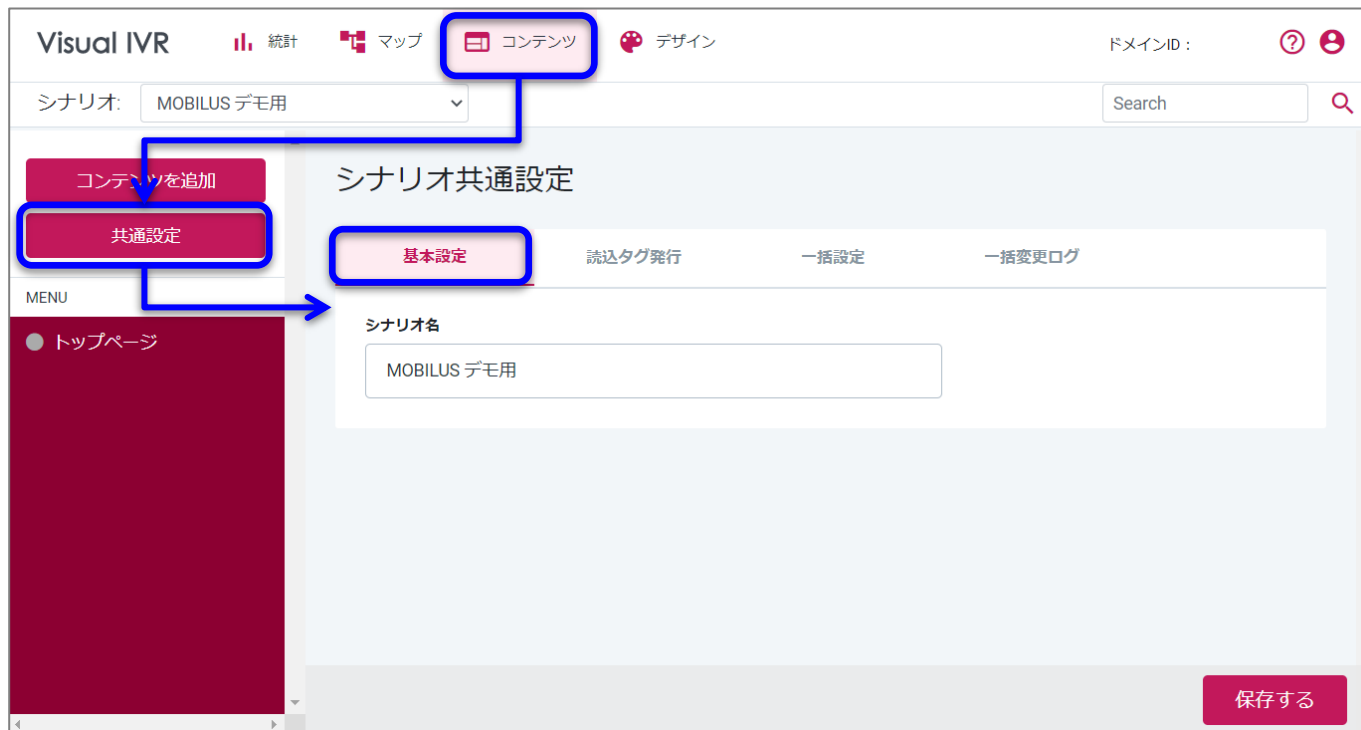 Visual IVR
統計
マップ
コンテンツ
デザイン
ドメインID :
シナリオ:
MOBILUS デモ用
Search
コンテンツを追加
共通設定
MENU
トップページ
シナリオ共通設定
基本設定
読込タグ発行
一括設定
一括変更ログ
シナリオ名
MOBILUS デモ用
保存する